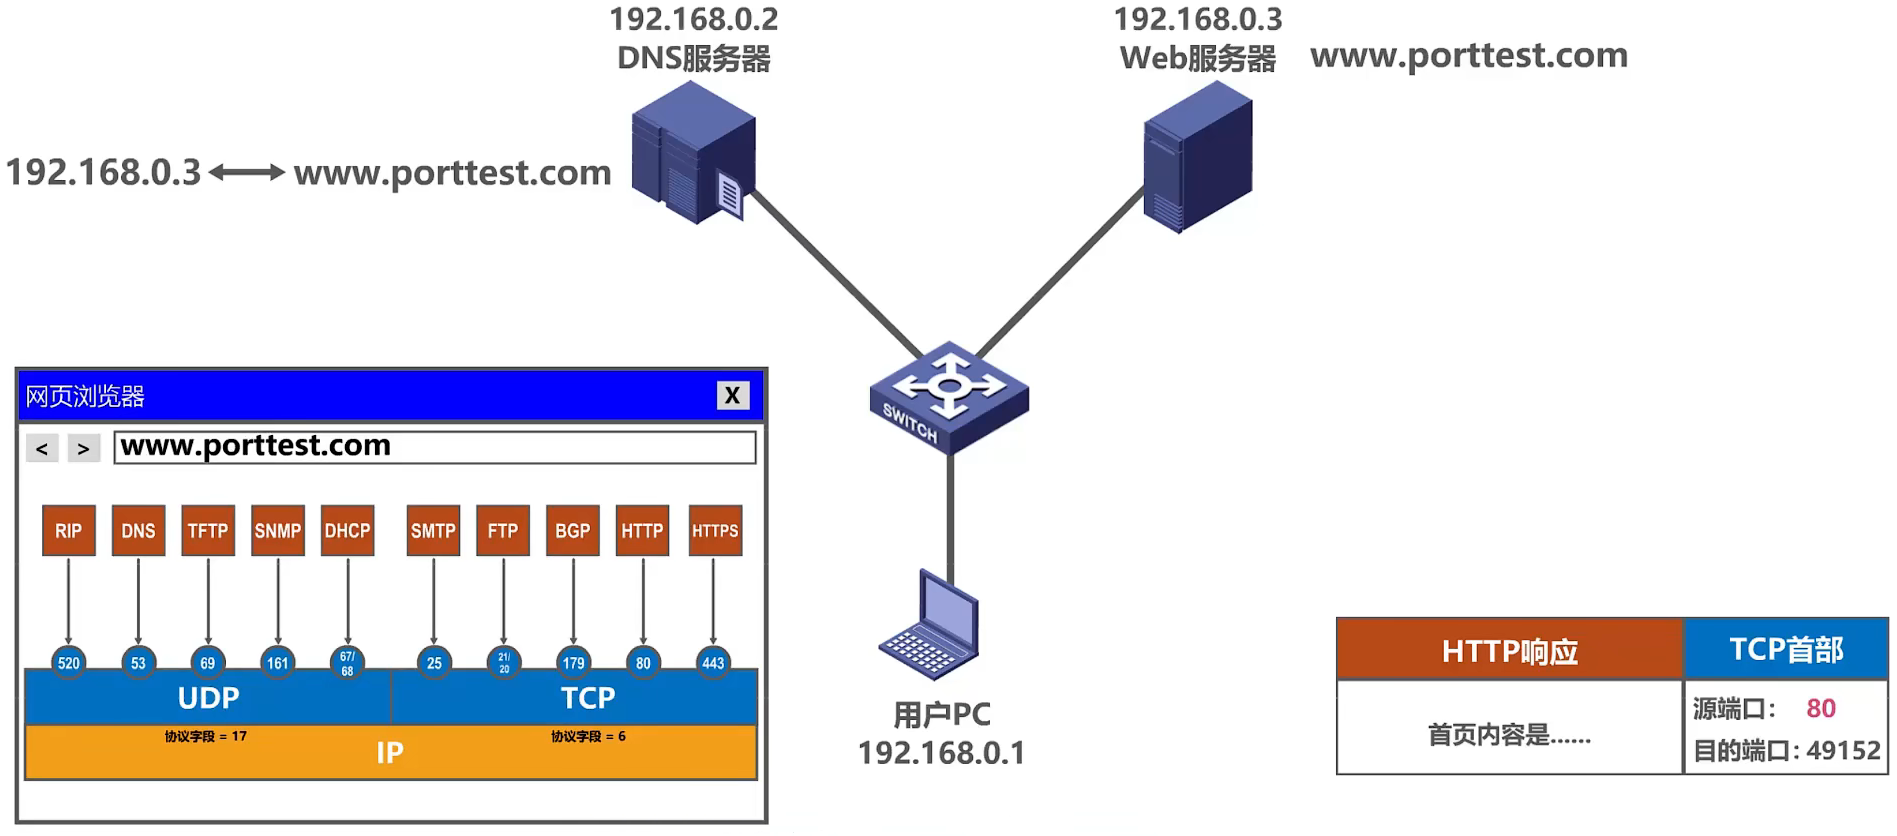 192.168.0.2
DNS服务器
192.168.0.3
Web服务器
www.porttest.com
192.168.0.3
www.porttest.com
SWITCH
网页浏览器
X
<
>
www.porttest.com
RIP
DNS
TFTP
SNMP
DHCP
SMTP
FTP
BGP
HTTP
HTTPS
520
53
69
161
67/
68
25
21/
20
179
80
443
UDP
TCP
协议字段 = 17
协议字段 = 6
IP
用户PC
192.168.0.1
HTTP响应
TCP首部
首页内容是......
源端口： 80
目的端口：49152